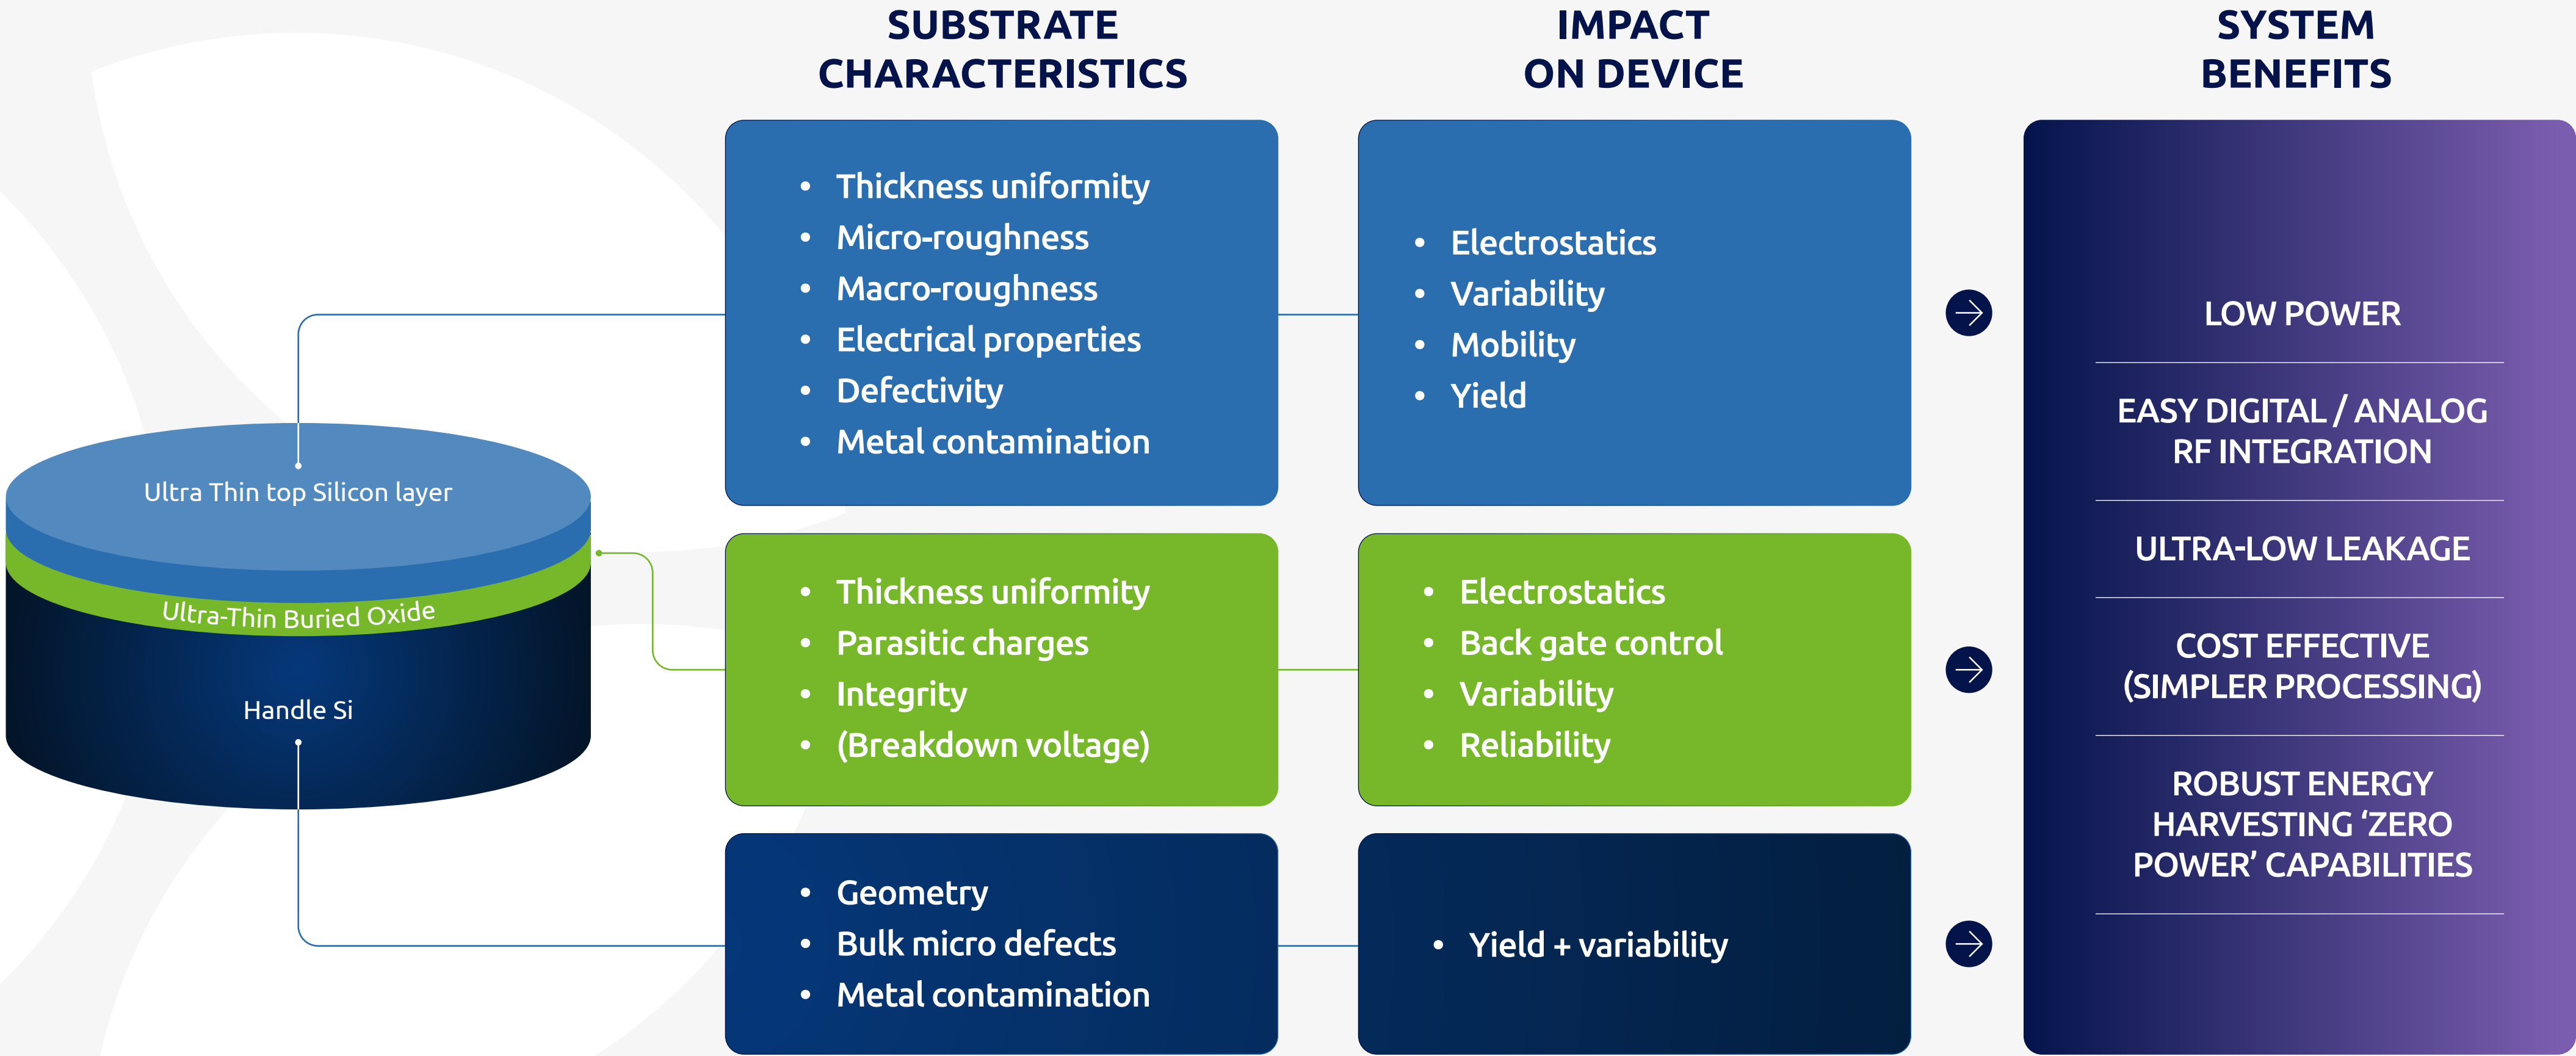 SUBSTRATE
CHARACTERISTICS
IMPACT
ON DEVICE
SYSTEM
BENEFITS
Ultra Thin top Silicon layer
Ultra-Thin Buried Oxide
Handle Si
• Thickness uniformity
• Micro-roughness
• Macro-roughness
• Electrical properties
• Defectivity
• Metal contamination
• Electrostatics
• Variability
• Mobility
• Yield
• Thickness uniformity
• Parasitic charges
• Integrity
• (Breakdown voltage)
• Electrostatics
• Back gate control
• Variability
• Reliability
• Geometry
• Bulk micro defects
• Metal contamination
• Yield + variability
LOW POWER
EASY DIGITAL / ANALOG
RF INTEGRATION
ULTRA-LOW LEAKAGE
COST EFFECTIVE
(SIMPLER PROCESSING)
ROBUST ENERGY
HARVESTING ‘ZERO
POWER’ CAPABILITIES